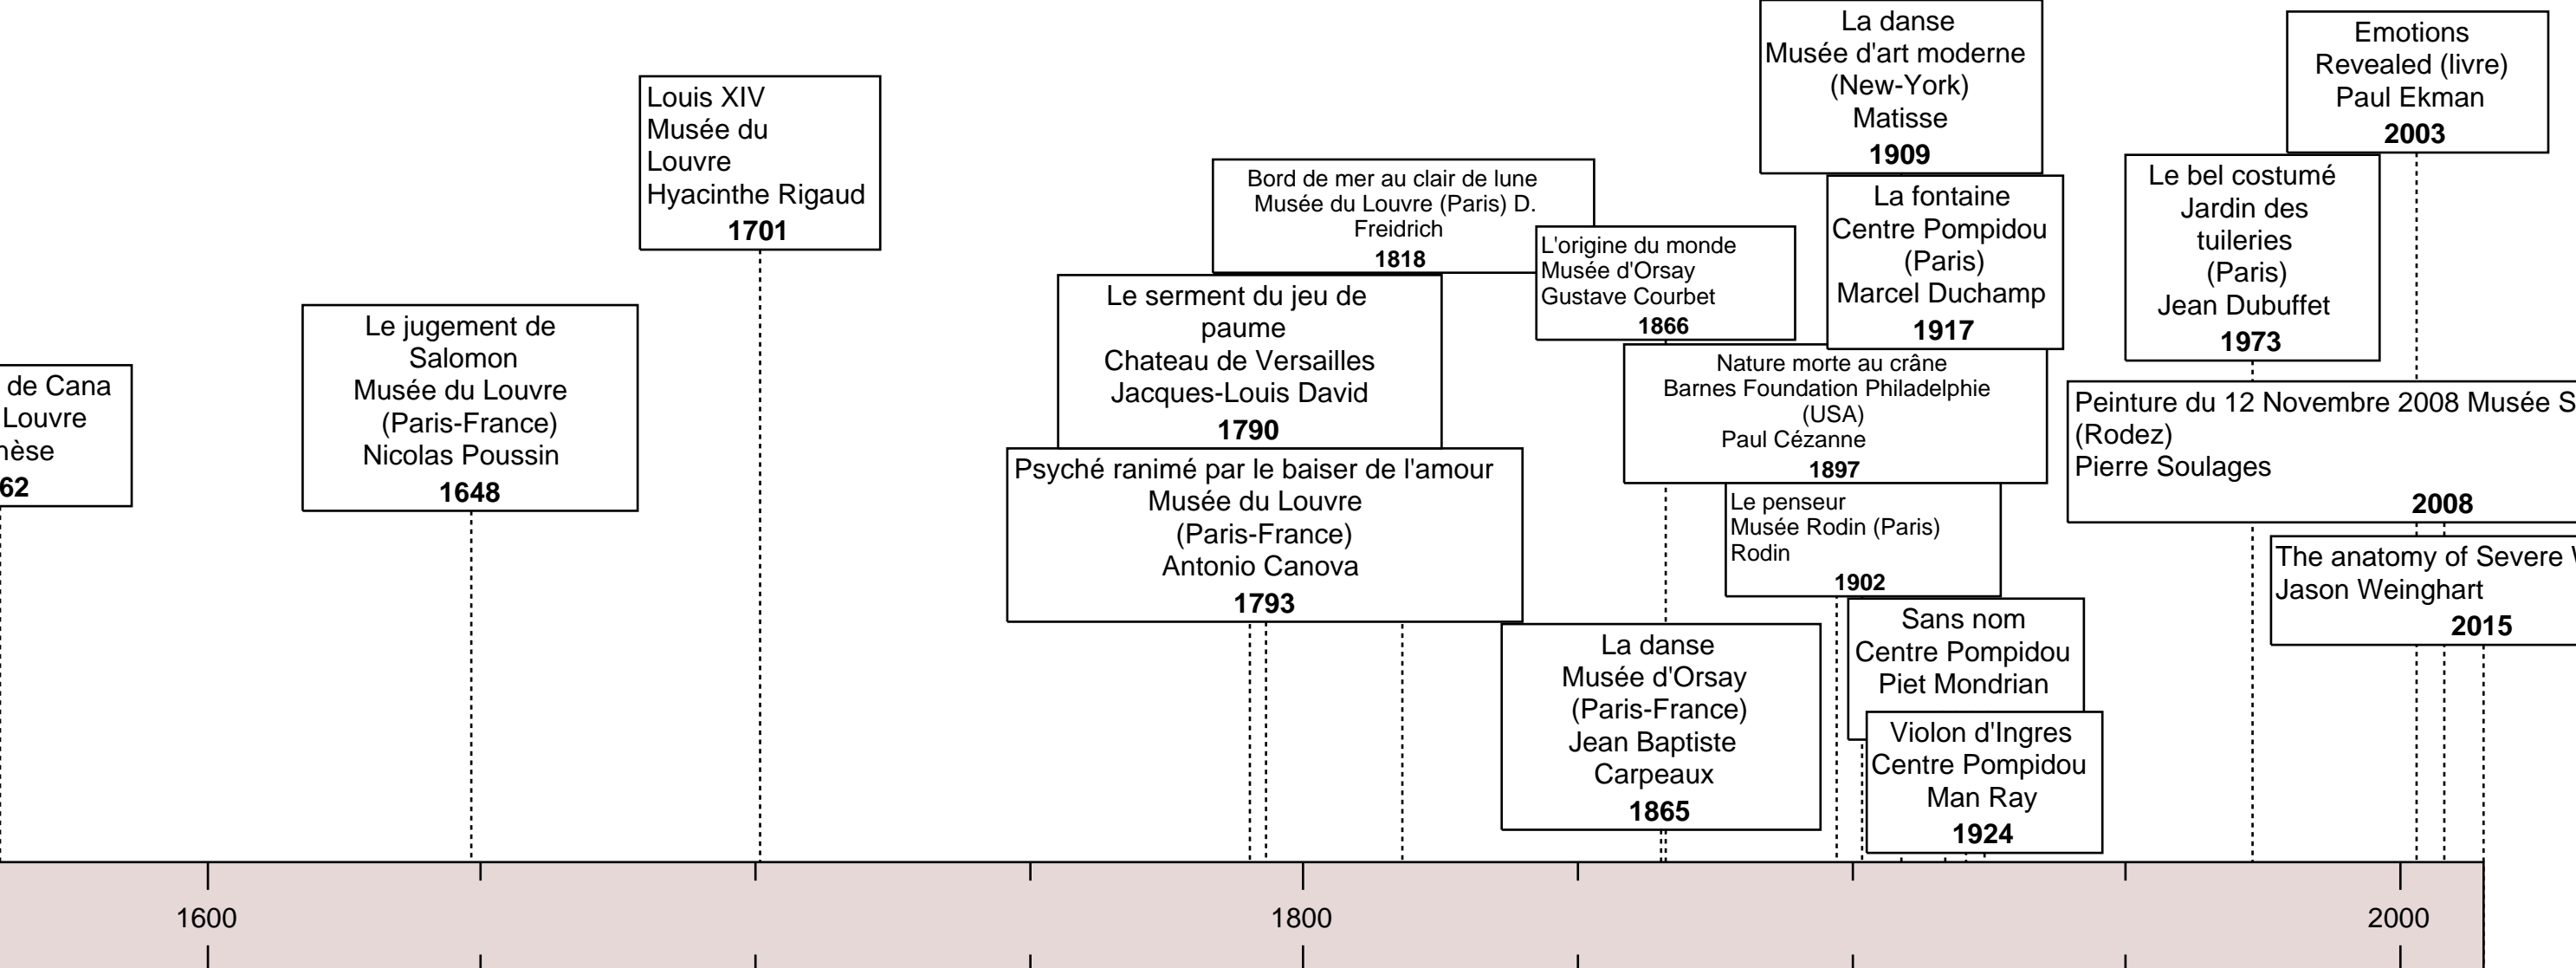 de Cana
Louvre
62
Le jugement de
Salomon
Musée du Louvre
(Paris-France)
Nicolas Poussin
1648
Louis XIV
Musée du
Louvre
Hyacinthe Rigaud
1701
Bord de mer au clair de lune
Musée du Louvre (Paris) D.
Freidrich
1818
Le serment du jeu de
paume
Chateau de Versailles
Jacques-Louis David
1790
Psyché ranimé par le baiser de l'amour
Musée du Louvre
(Paris-France)
Antonio Canova
1793
L'origine du monde
Musée d'Orsay
Gustave Courbet
1866
La danse
Musée d'Orsay
(Paris-France)
Jean Baptiste
Carpeaux
1865
La danse
Musée d'art moderne
(New-York)
Matisse
1909
La fontaine
Centre Pompidou
(Paris)
Marcel Duchamp
1917
Nature morte au crâne
Barnes Foundation Philadelphie
(USA)
Paul Cézanne
1897
Le penseur
Musée Rodin (Paris)
Rodin
1902
Sans nom
Centre Pompidou
Piet Mondrian
Violon d'Ingres
Centre Pompidou
Man Ray
1924
Emotions
Revealed (livre)
Paul Ekman
2003
Le bel costumé
Jardin des
tuileries
(Paris)
Jean Dubuffet
1973
Peinture du 12 Novembre 2008 Musée
(Rodez)
Pierre Soulages
2008
The anatomy of Severe
Jason Weinghart
2015
1600
1800
2000